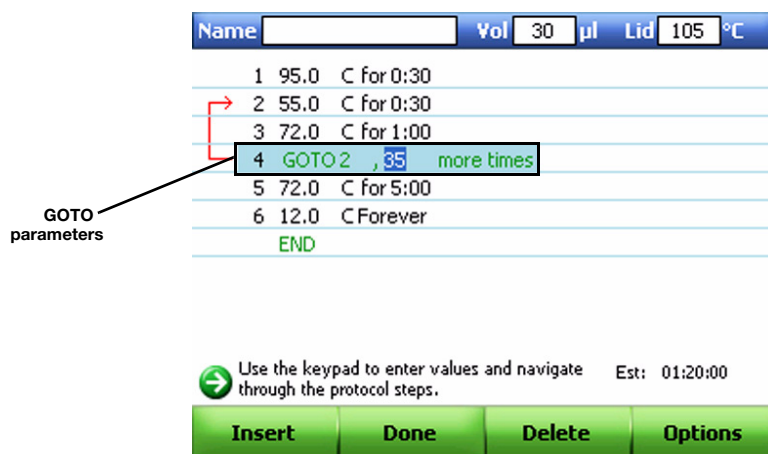 Name Vol 30 µl Lid 105 °C
1 95.0 C for 0:30
2 55.0 C for 0:30
3 72.0 C for 1:00
4 GOTO 2 , 35 more times
5 72.0 C for 5:00
6 12.0 C Forever
END
GOTO
parameters
Use the keypad to enter values and navigate
through the protocol steps.
Est: 01:20:00
Insert Done Delete Options